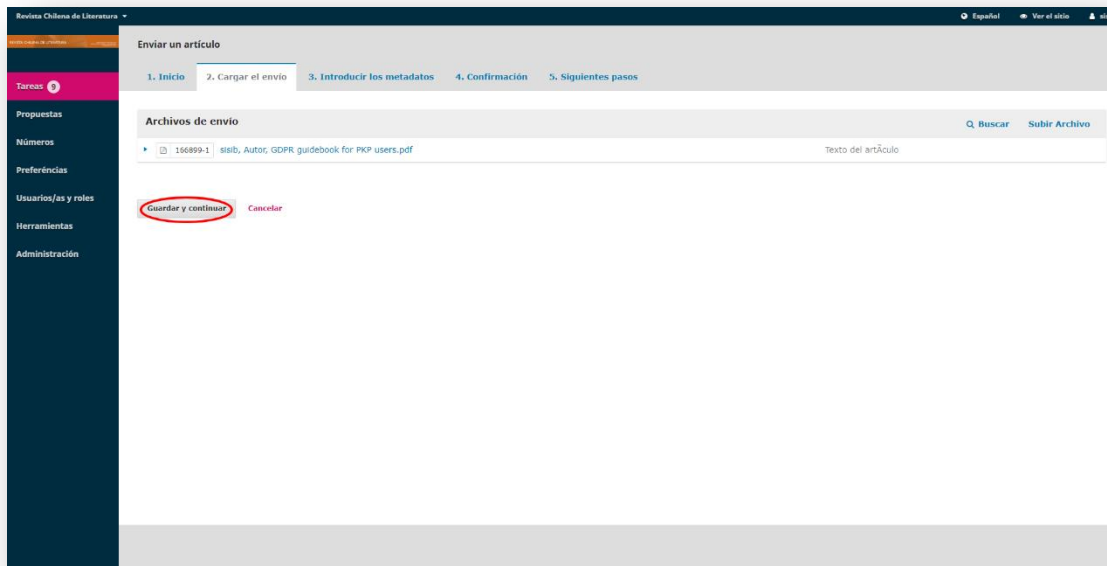 Revista Chilena de Literatura
Español Ver el sitio
Enviar un artículo
1. Inicio 2. Cargar el envío 3. Introducir los metadatos 4. Confirmación 5. Siguientes pasos
Tareas 9
Propuestas
Números
Preferéncias
Usuarios/as y roles
Herramientas
Administración
Archivos de envío
Buscar Subir Archivo
166899-1 sisib, Autor, GDPR guidebook for PKP users.pdf Texto del artÃculo
Guardar y continuar Cancelar